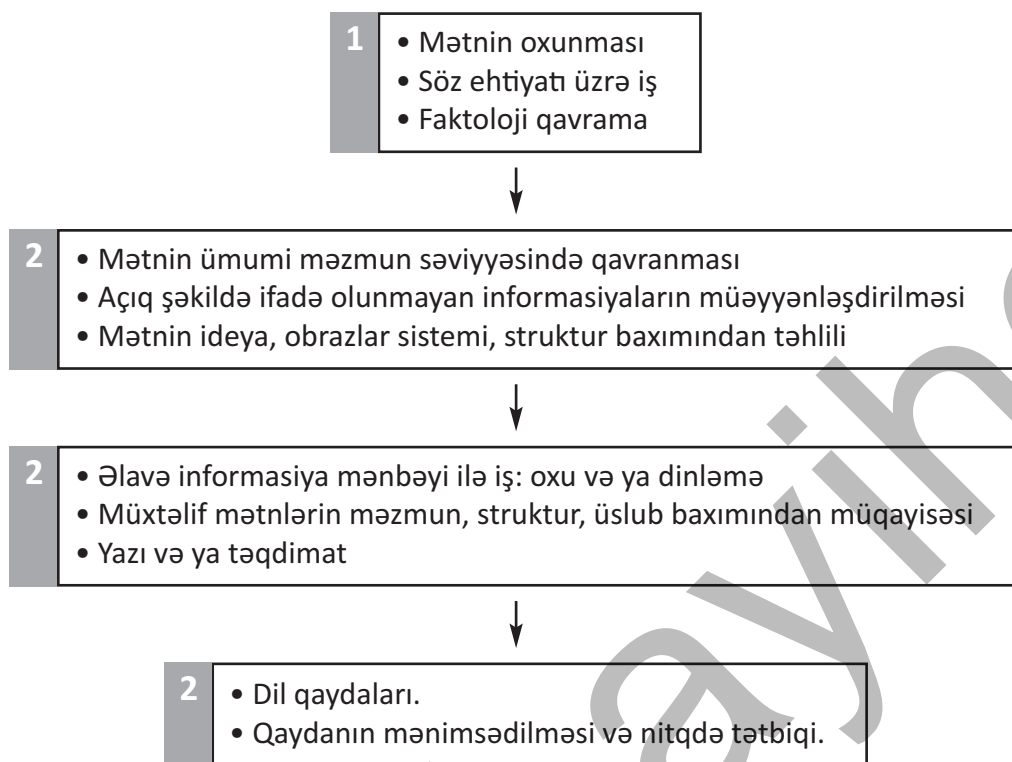 1
• Mətnin oxunması
• Söz ehtiyatı üzrə iş
• Faktoloji qavrama
2
• Mətnin ümumi məzmun səviyyəsində qavranması
• Açıq şəkildə ifadə olunmayan informasiyaların müəyyənləşdirilməsi
• Mətnin ideya, obrazlar sistemi, struktur baxımından təhlili
2
• Əlavə informasiya mənbəyi ilə iş: oxu və ya dinləmə
• Müxtəlif mətnlərin məzmun, struktur, üslub baxımından müqayisəsi
• Yazı və ya təqdimat
2
• Dil qaydaları.
• Qaydanın mənimsədilməsi və nitqdə tətbiqi.